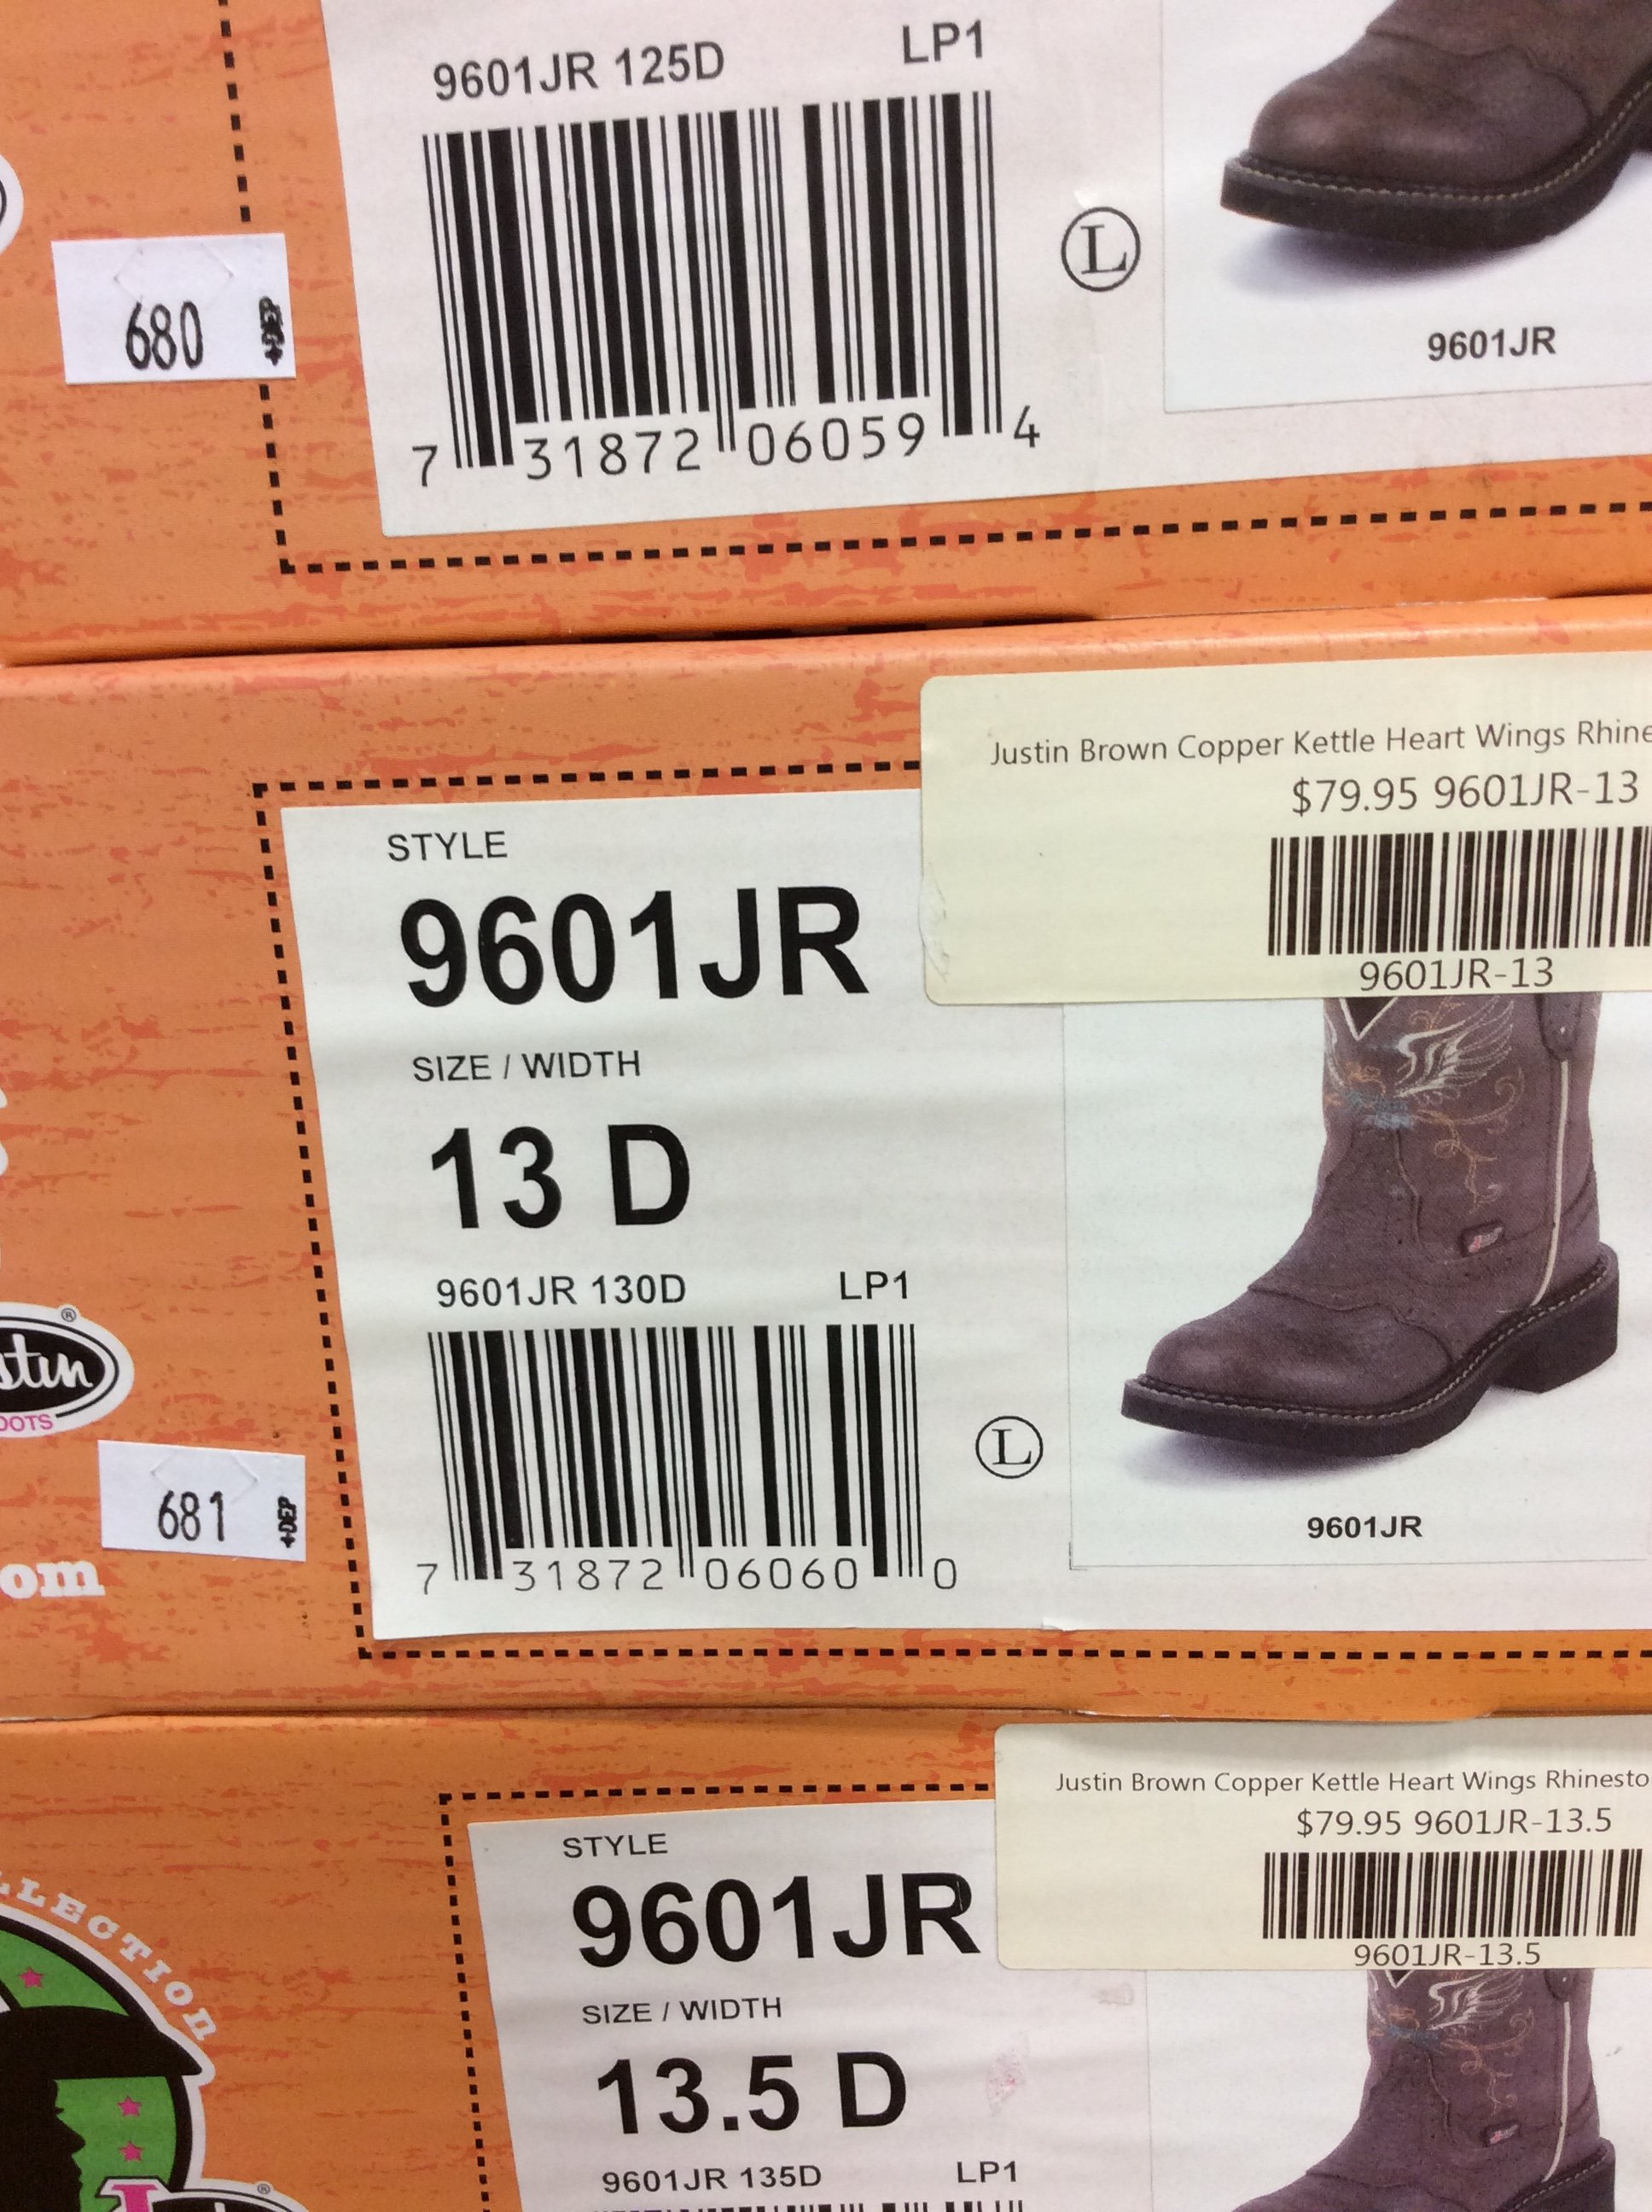 9601JR 125D LP1
L
680
7 31872 06059 4
9601JR
Justin Brown Copper Kettle Heart Wings
$79.95 9601JR-13
9601JR-13
STYLE
9601JR
SIZE / WIDTH
13 D
9601JR 130D LP1
L
7 31872 06060 0
9601JR
®
681 +DEP
om
Justin Brown Copper Kettle Heart Wings
$79.95 9601JR-13.5
9601JR-13.5
STYLE
9601JR
SIZE / WIDTH
13.5 D
9601JR 135D LP1
®